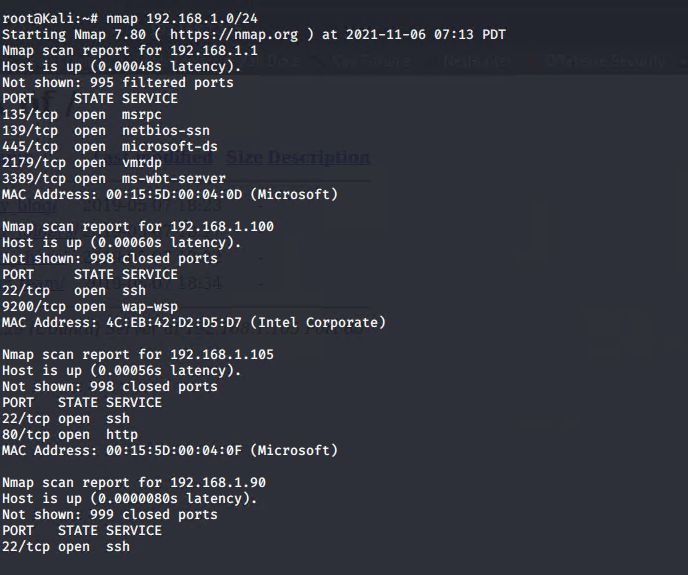 root@Kali:~# nmap 192.168.1.0/24
Starting Nmap 7.80 ( https://nmap.org ) at 2021-11-06 07:13 PDT
Nmap scan report for 192.168.1.1
Host is up (0.00048s latency).
Not shown: 995 filtered ports
PORT     STATE SERVICE
135/tcp  open  msrpc
139/tcp  open  netbios-ssn
445/tcp  open  microsoft-ds
2179/tcp open  vmrdp
3389/tcp open  ms-wbt-server
MAC Address: 00:15:5D:00:04:0D (Microsoft)
Nmap scan report for 192.168.1.100
Host is up (0.00060s latency).
Not shown: 998 closed ports
PORT     STATE SERVICE
22/tcp   open  ssh
9200/tcp open  wap-wsp
MAC Address: 4C:EB:42:D2:D5:D7 (Intel Corporate)
Nmap scan report for 192.168.1.105
Host is up (0.00056s latency).
Not shown: 998 closed ports
PORT   STATE SERVICE
22/tcp open  ssh
80/tcp open  http
MAC Address: 00:15:5D:00:04:0F (Microsoft)
Nmap scan report for 192.168.1.90
Host is up (0.0000080s latency).
Not shown: 999 closed ports
PORT   STATE SERVICE
22/tcp open  ssh
Size Description